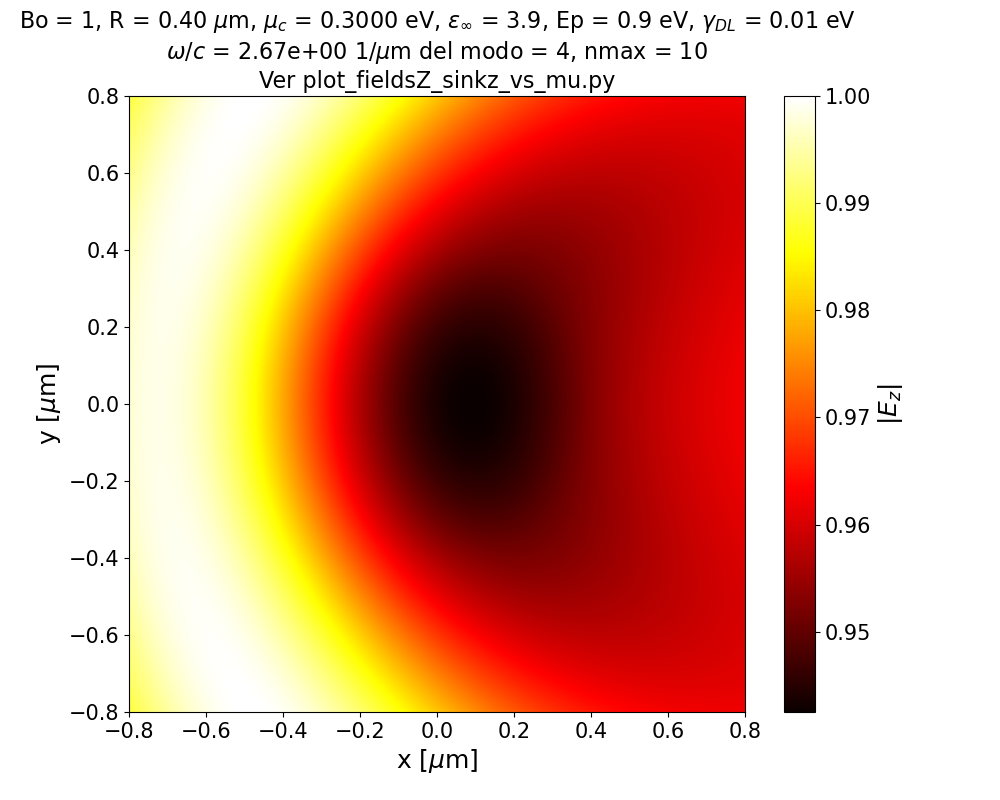 Bo = 1, R = 0.40 μm, μ_c = 0.3000 eV, ε_∞ = 3.9, Ep = 0.9 eV, γ_DL = 0.01 eV
ω/c = 2.67e+00 1/μm del modo = 4, nmax = 10
Ver plot_fieldsZ_sinkz_vs_mu.py
0.8
0.6
0.4
0.2
0.0
−0.2
−0.4
−0.6
−0.8
y [μm]
−0.8 −0.6 −0.4 −0.2 0.0 0.2 0.4 0.6 0.8
x [μm]
1.00
0.99
0.98
0.97
0.96
0.95
|E_z|